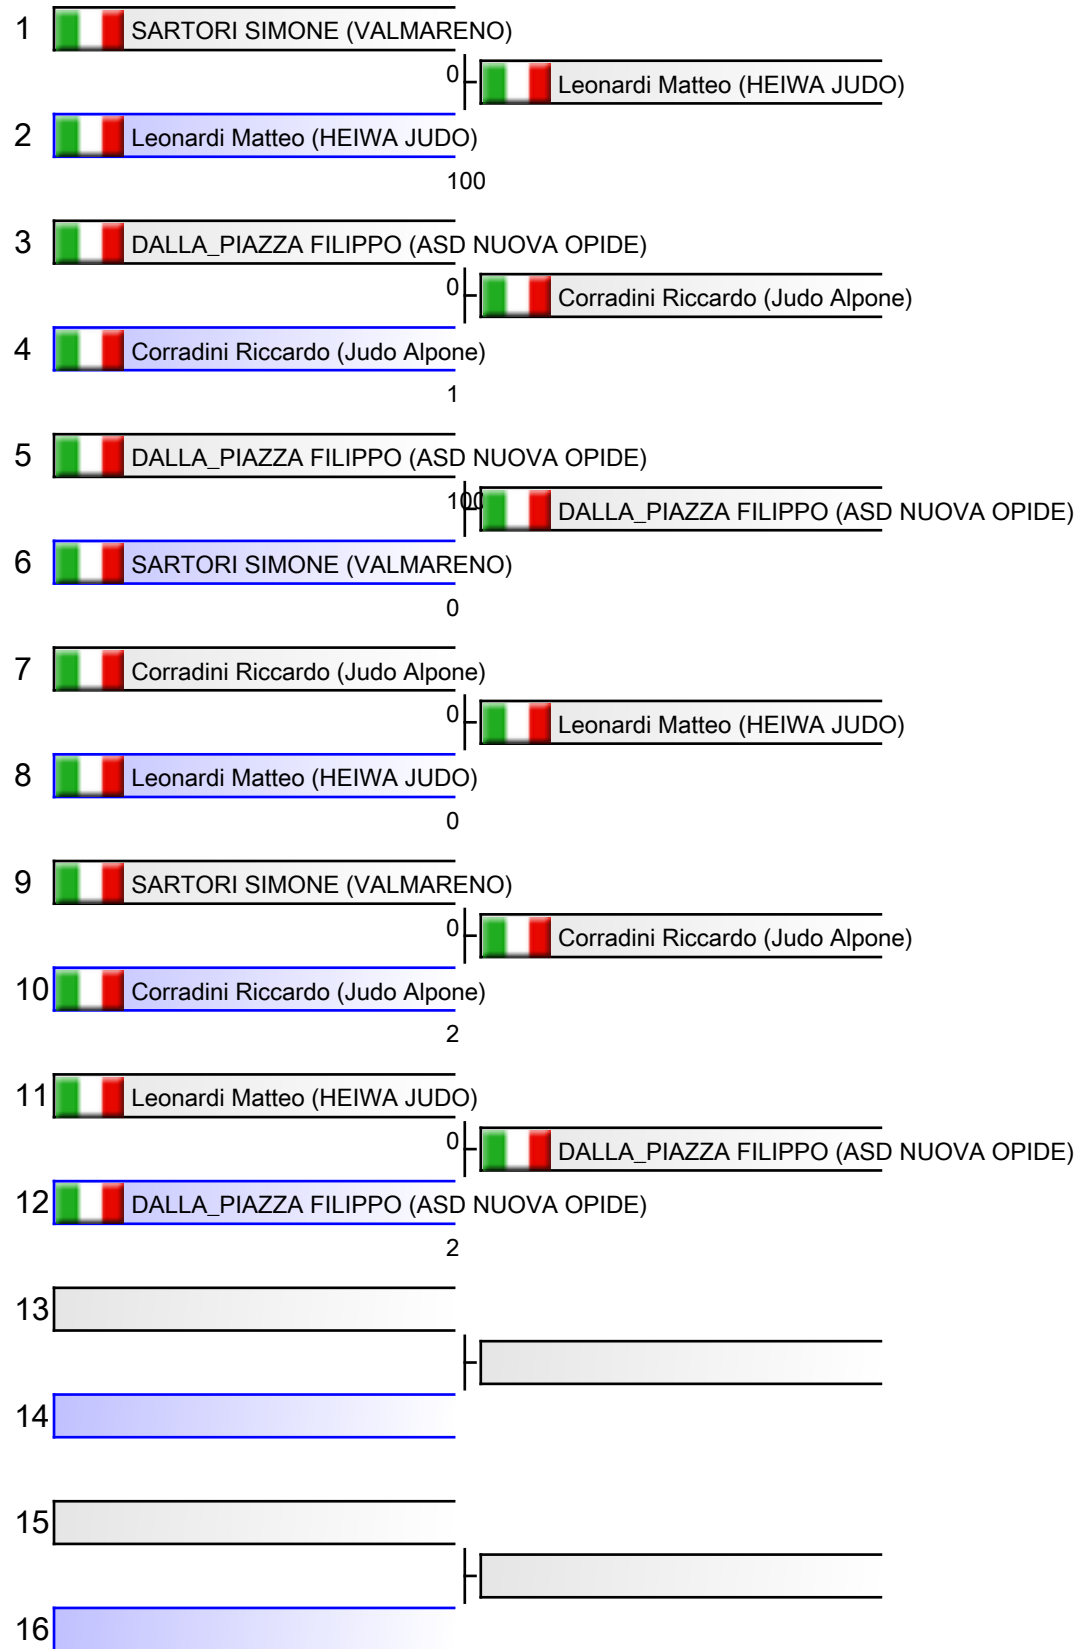 1 SARTORI SIMONE (VALMARENO)
0 Leonardi Matteo (HEIWA JUDO)
2 Leonardi Matteo (HEIWA JUDO)
100
3 DALLA_PIAZZA FILIPPO (ASD NUOVA OPIDE)
0 Corradini Riccardo (Judo Alpone)
4 Corradini Riccardo (Judo Alpone)
1
5 DALLA_PIAZZA FILIPPO (ASD NUOVA OPIDE)
100 DALLA_PIAZZA FILIPPO (ASD NUOVA OPIDE)
6 SARTORI SIMONE (VALMARENO)
0
7 Corradini Riccardo (Judo Alpone)
0 Leonardi Matteo (HEIWA JUDO)
8 Leonardi Matteo (HEIWA JUDO)
0
9 SARTORI SIMONE (VALMARENO)
0 Corradini Riccardo (Judo Alpone)
10 Corradini Riccardo (Judo Alpone)
2
11 Leonardi Matteo (HEIWA JUDO)
0 DALLA_PIAZZA FILIPPO (ASD NUOVA OPIDE)
12 DALLA_PIAZZA FILIPPO (ASD NUOVA OPIDE)
2
13
14
15
16